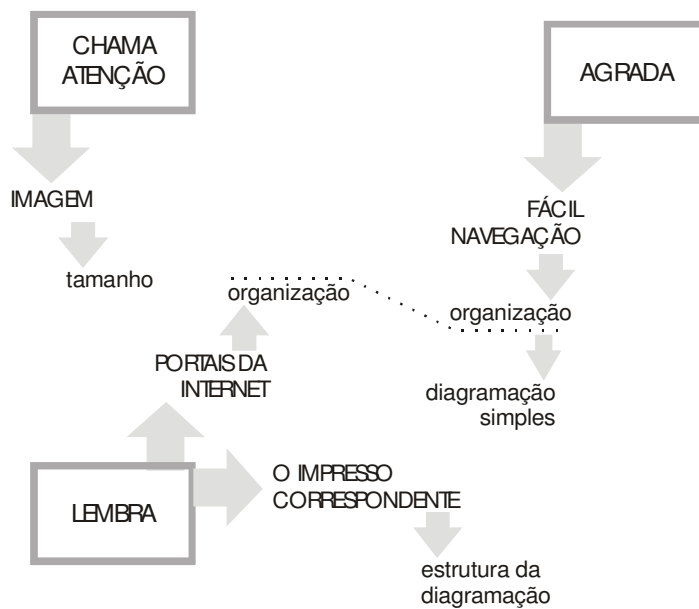 CHAMA
ATENÇÃO
AGRADA
IMAGEM
tamanho
FÁCIL
NAVEGAÇÃO
organização
organização
diagramação
simples
PORTAIS DA
INTERNET
LEMBRA
O IMPRESSO
CORRESPONDENTE
estrutura da
diagramação